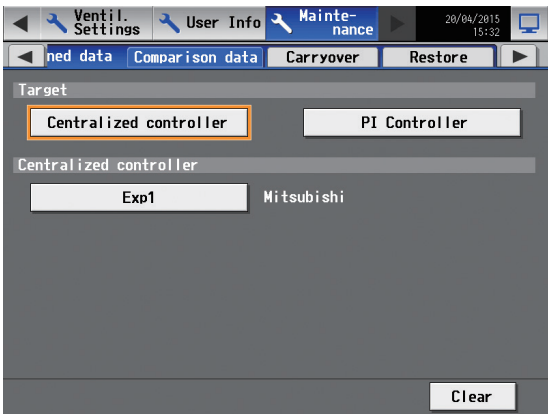 Ventil.
Settings
User Info
Mainte-
nance
20/04/2015
15:32
ned data
Comparison data
Carryover
Restore
Target
Centralized controller
PI Controller
Centralized controller
Exp1
Mitsubishi
Clear